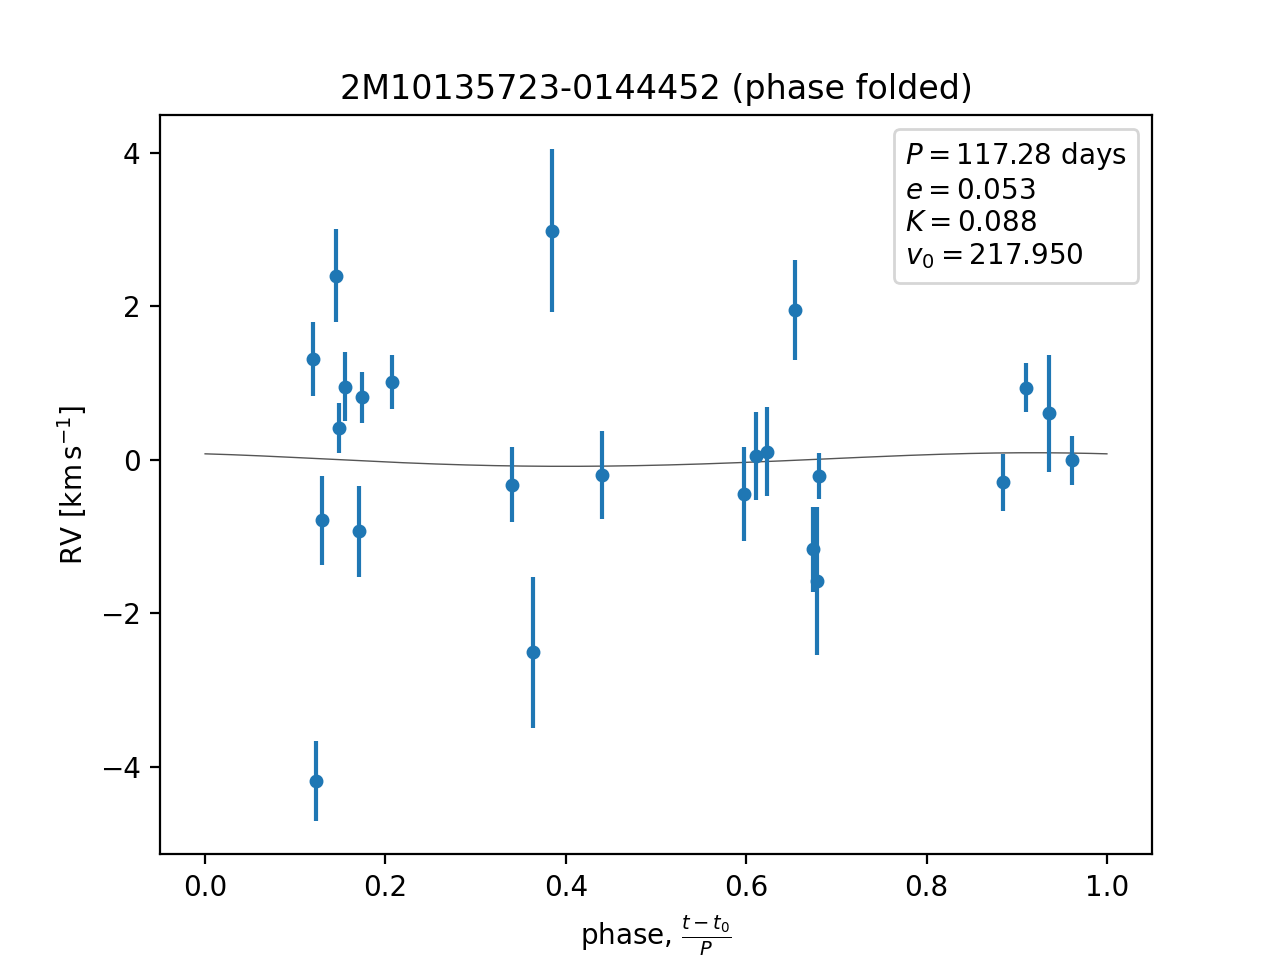 2M10135723-0144452 (phase folded)
P = 117.28 days
e = 0.053
K = 0.088
v₀ = 217.950
4
2
0
−2
−4
RV [km s⁻¹]
0.0 0.2 0.4 0.6 0.8 1.0
phase, (t − t₀)/P